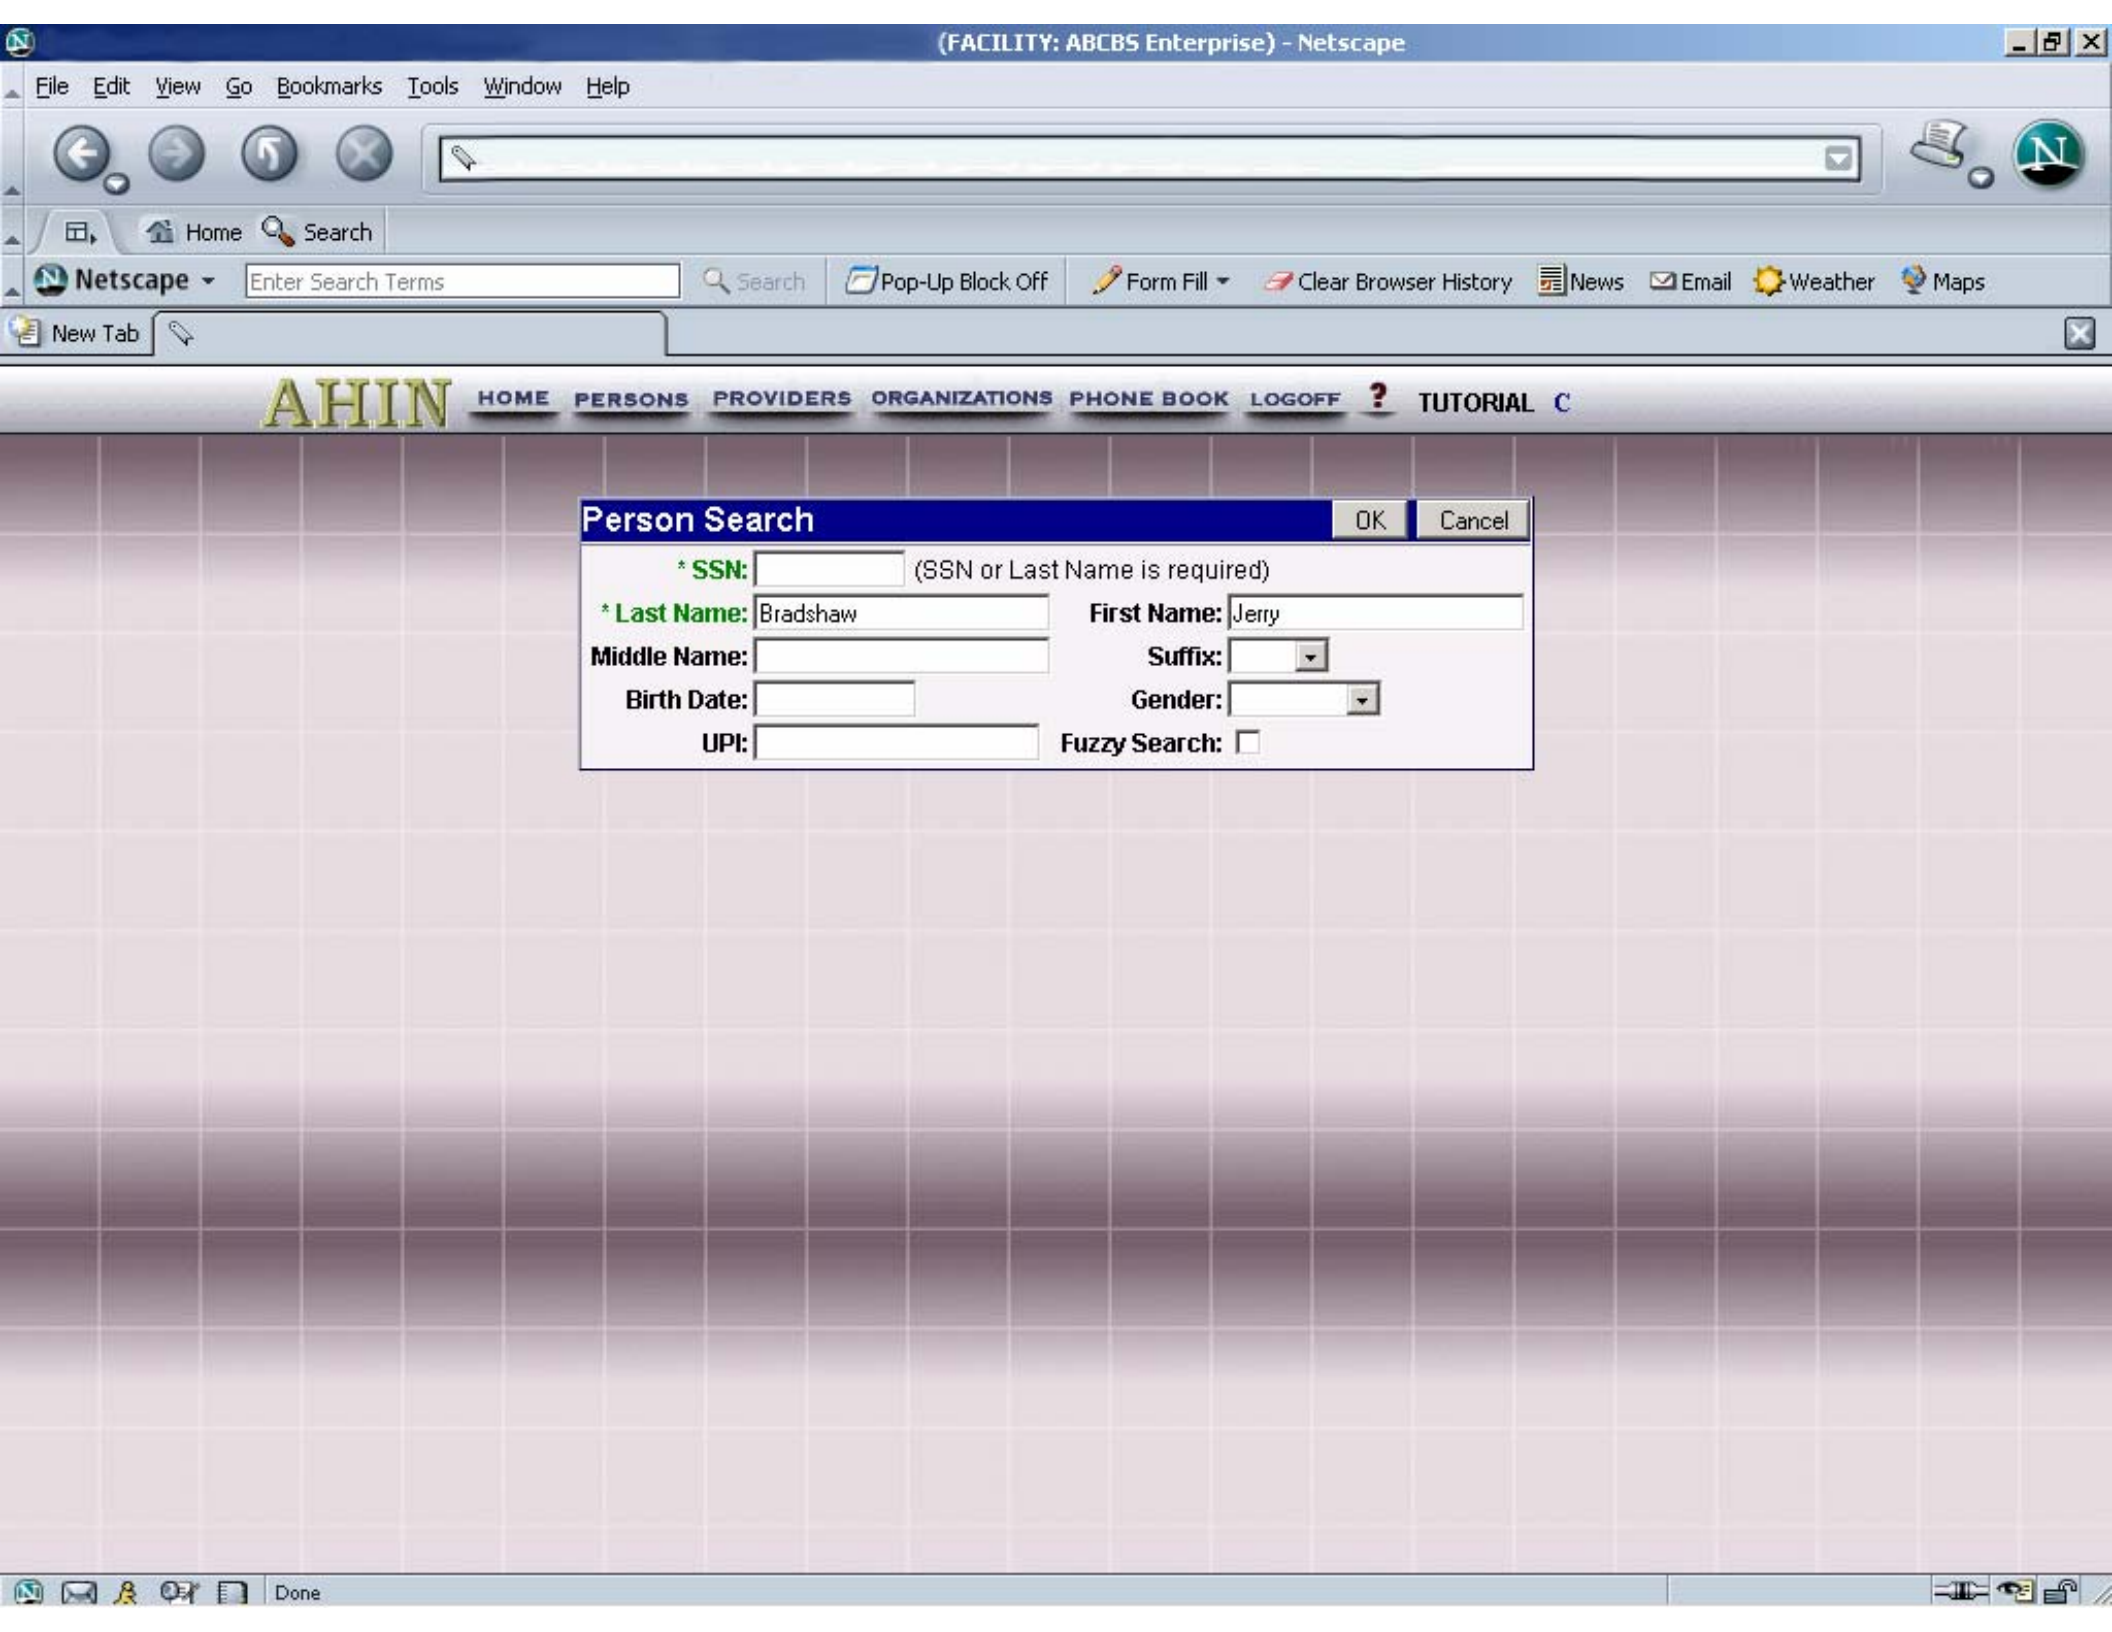 (FACILITY: ABCBS Enterprise) - Netscape
File Edit View Go Bookmarks Tools Window Help
N
Home Search
N Netscape Enter Search Terms Search Pop-Up Block Off Form Fill Clear Browser History News Email Weather Maps
New Tab
AHIN HOME PERSONS PROVIDERS ORGANIZATIONS PHONE BOOK LOGOFF ? TUTORIAL C
Person Search OK Cancel
* SSN: (SSN or Last Name is required)
* Last Name: Bradshaw First Name: Jerry
Middle Name: Suffix:
Birth Date: Gender:
UPI: Fuzzy Search:
Done